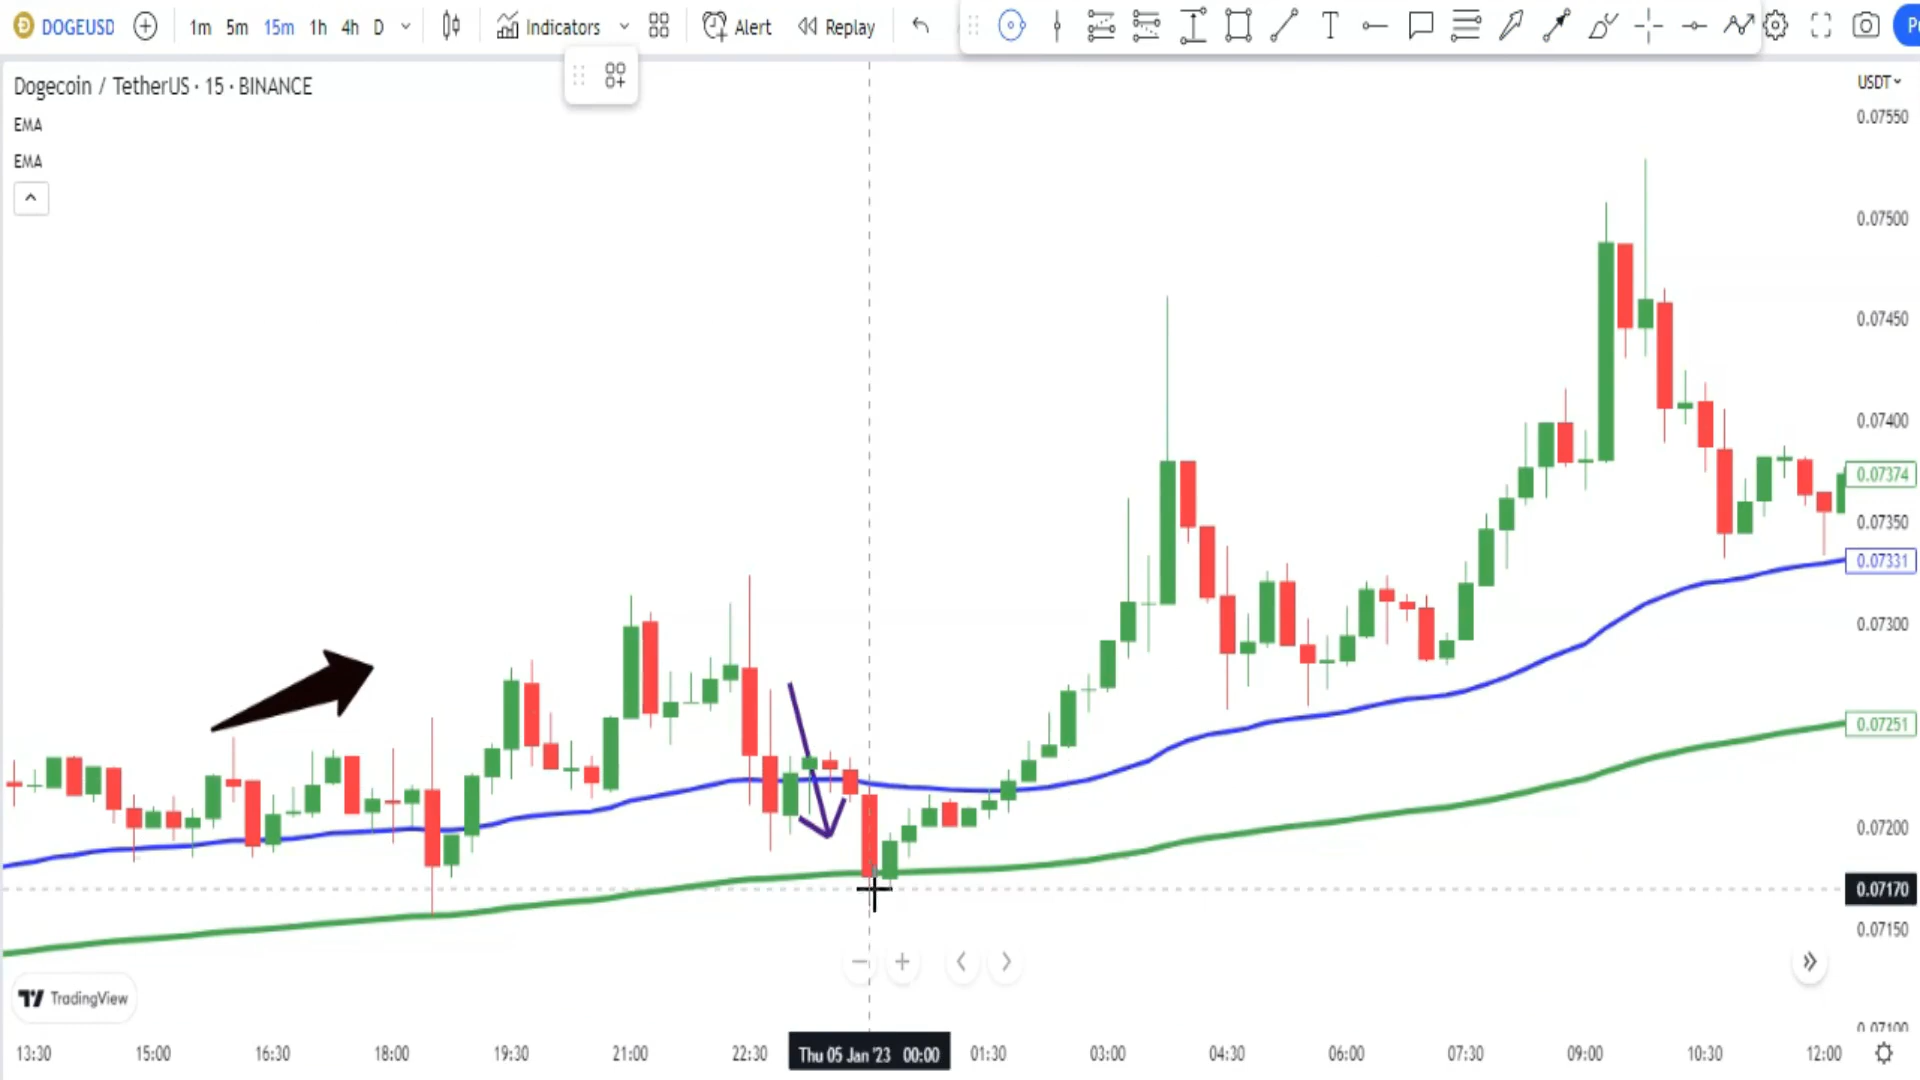 DOGEUSD 1m 5m 15m 1h 4h D Indicators Alert Replay
Dogecoin / TetherUS · 15 · BINANCE
EMA
EMA
USDT
0.07550
0.07500
0.07450
0.07400
0.07374
0.07350
0.07331
0.07300
0.07251
0.07200
0.07170
0.07150
0.07100
TradingView
13:30 15:00 16:30 18:00 19:30 21:00 22:30 Thu 05 Jan '23 00:00 01:30 03:00 04:30 06:00 07:30 09:00 10:30 12:00